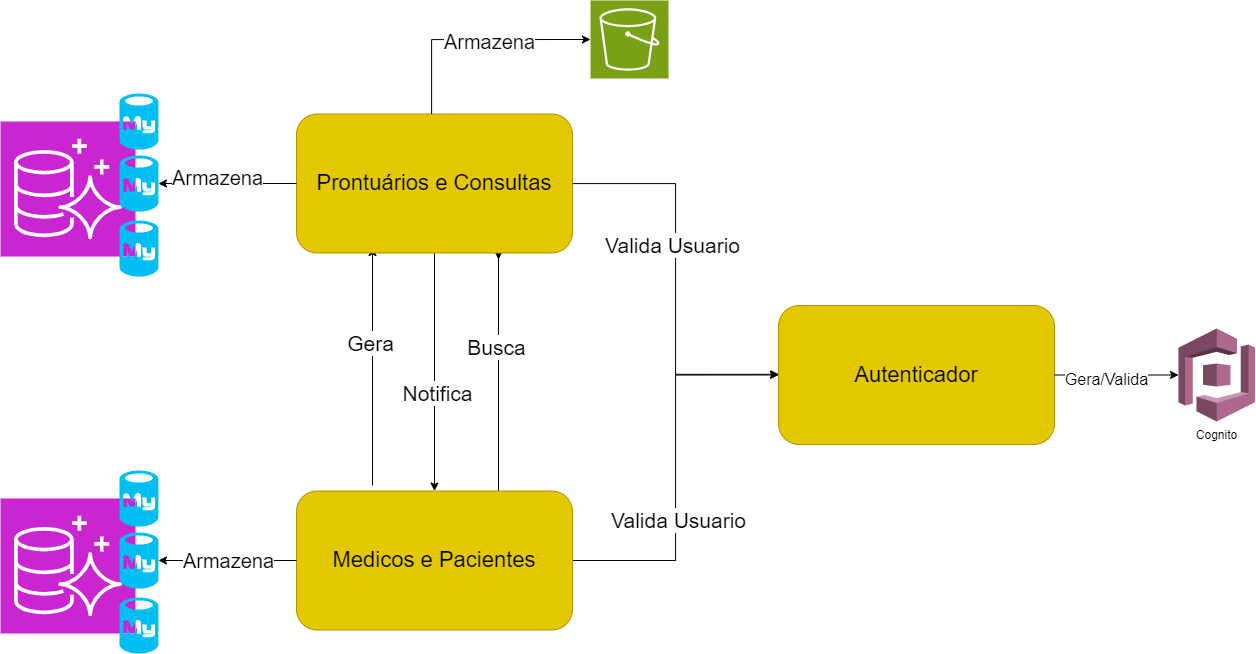 Armazena
My
My
My
Armazena
Prontuários e Consultas
Valida Usuario
Gera
Busca
Notifica
Autenticador
Gera/Valida
Cognito
My
My
My
Armazena
Medicos e Pacientes
Valida Usuario